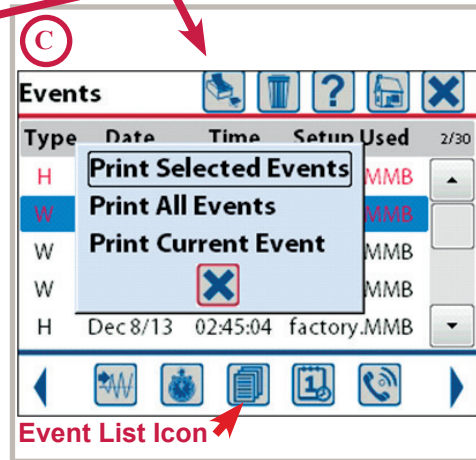 C
Events
Type Date Time Setup Used 2/30
Print Selected Events
H MMB
Print All Events
W MMB
Print Current Event
W MMB
W MMB
H Dec 8/13 02:45:04 factory.MMB
1
Event List Icon